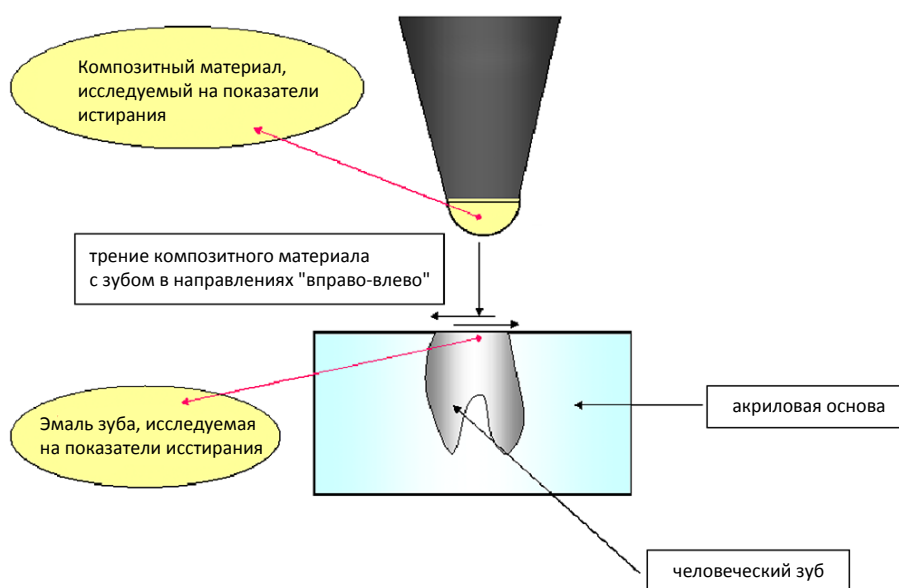 Композитный материал,
исследуемый на показатели
истирания
трение композитного материала
с зубом в направлениях "вправо-влево"
Эмаль зуба, исследуемая
на показатели исстирания
акриловая основа
человеческий зуб